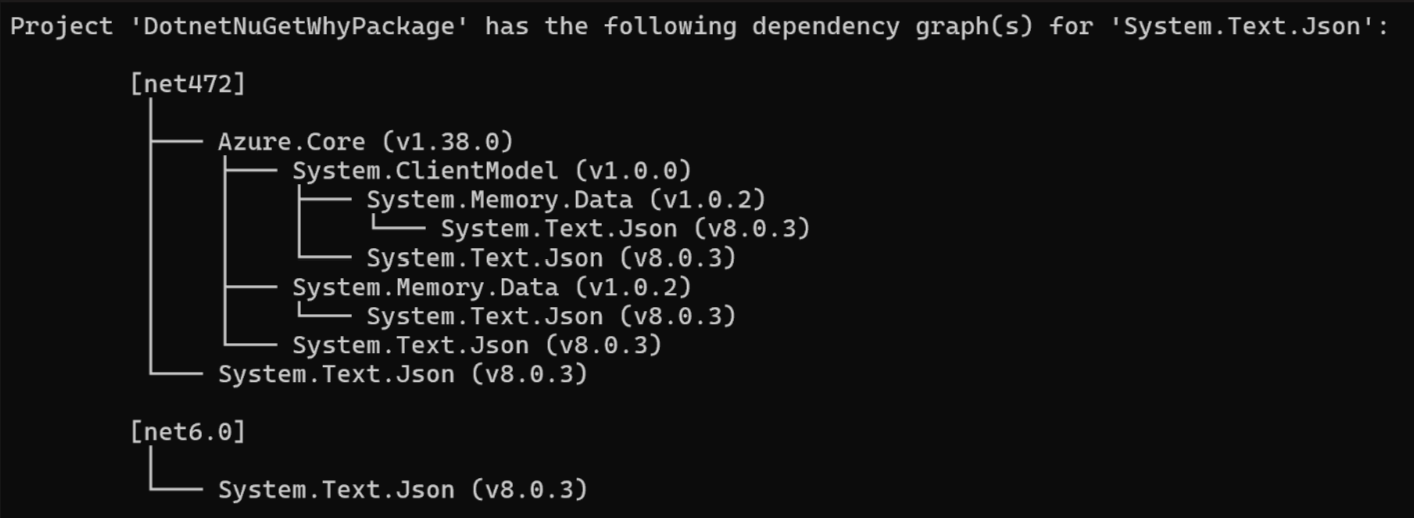 Project 'DotnetNuGetWhyPackage' has the following dependency graph(s) for 'System.Text.Json':
[net472]
Azure.Core (v1.38.0)
System.ClientModel (v1.0.0)
System.Memory.Data (v1.0.2)
System.Text.Json (v8.0.3)
System.Text.Json (v8.0.3)
System.Memory.Data (v1.0.2)
System.Text.Json (v8.0.3)
System.Text.Json (v8.0.3)
System.Text.Json (v8.0.3)
[net6.0]
System.Text.Json (v8.0.3)